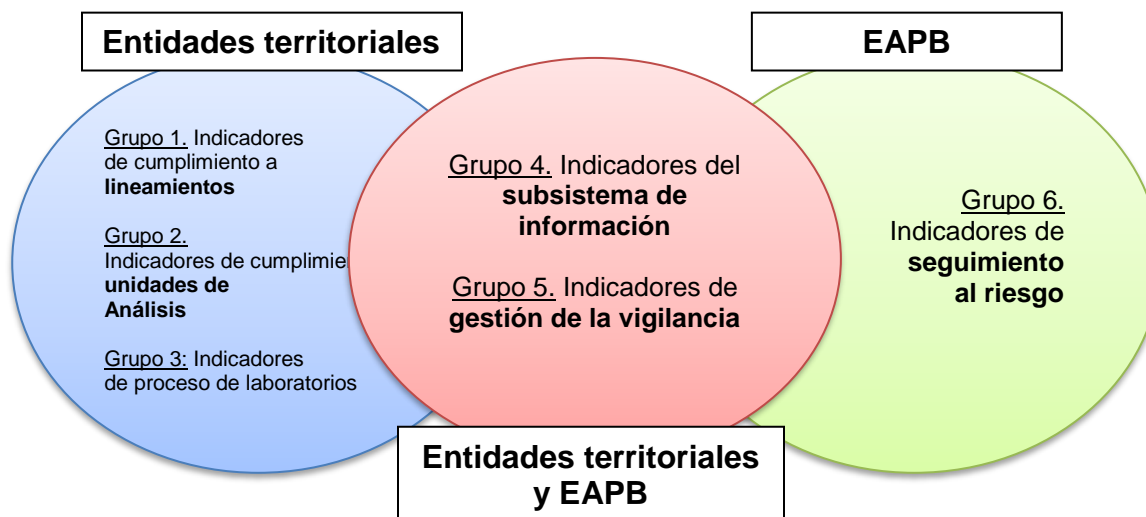 Entidades territoriales
EAPB
Grupo 1. Indicadores
de cumplimiento a
lineamientos
Grupo 2.
Indicadores de cumplimie
unidades de
Análisis
Grupo 3: Indicadores
de proceso de laboratorios
Grupo 4. Indicadores del
subsistema de
información
Grupo 5. Indicadores de
gestión de la vigilancia
Grupo 6.
Indicadores de
seguimiento
al riesgo
Entidades territoriales
y EAPB